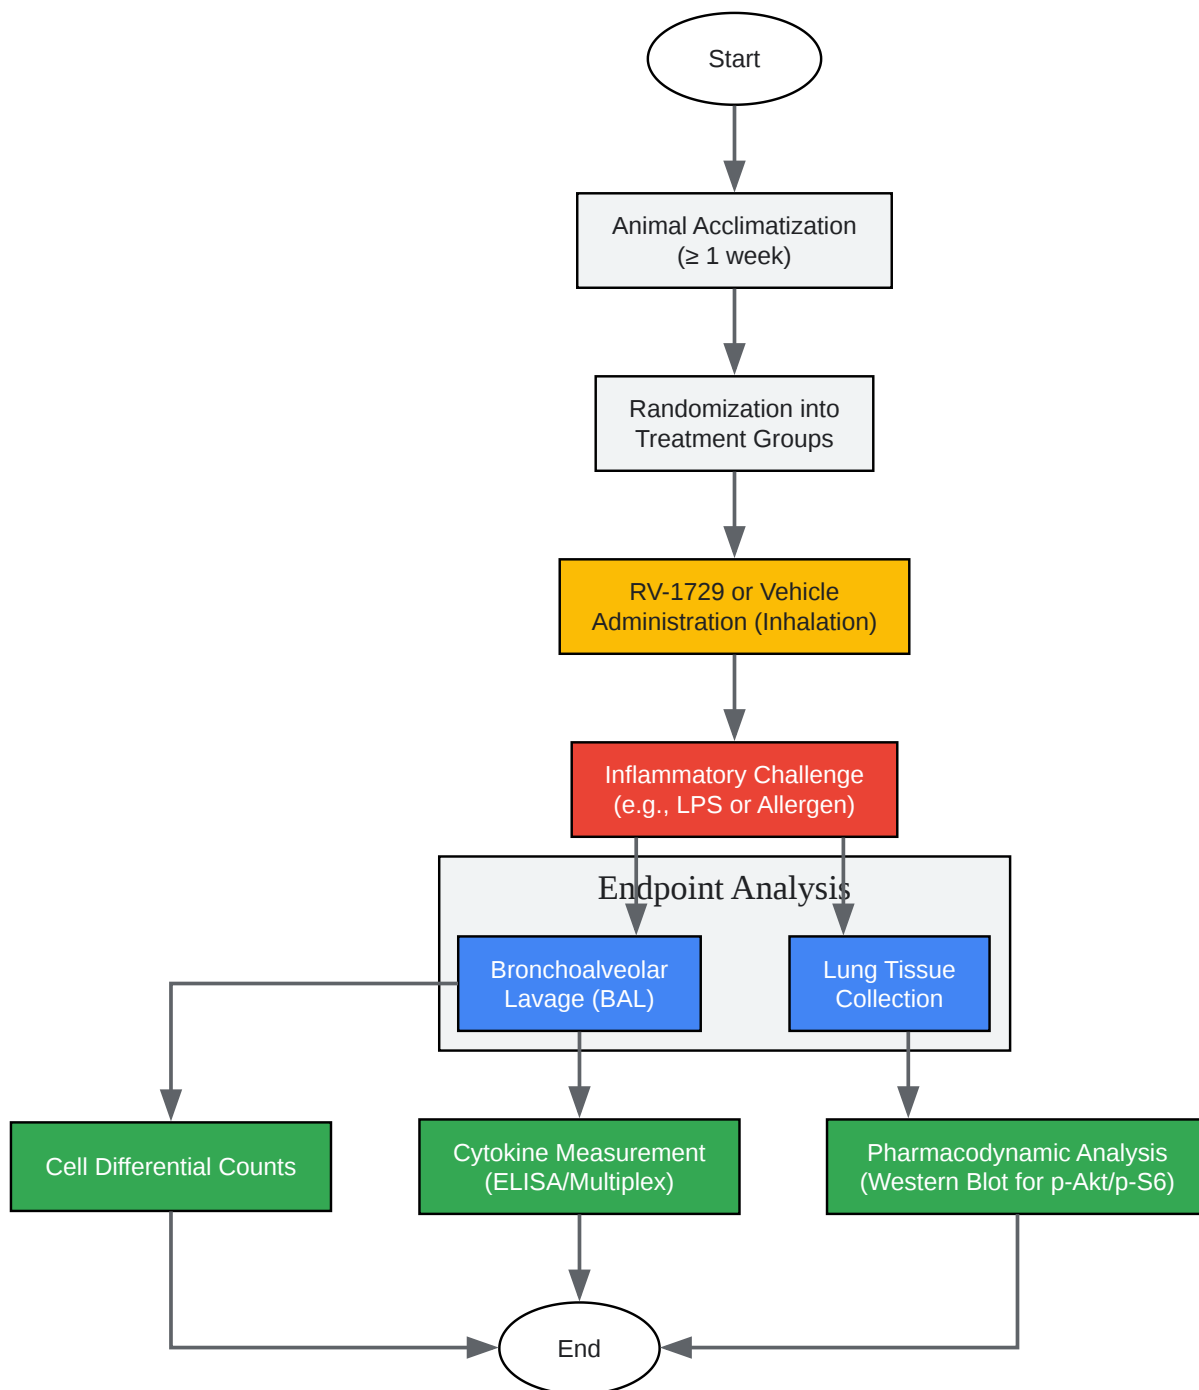 Start
Animal Acclimatization
(≥ 1 week)
Randomization into
Treatment Groups
RV-1729 or Vehicle
Administration (Inhalation)
Inflammatory Challenge
(e.g., LPS or Allergen)
Endpoint Analysis
Bronchoalveolar
Lavage (BAL)
Lung Tissue
Collection
Cell Differential Counts
Cytokine Measurement
(ELISA/Multiplex)
Pharmacodynamic Analysis
(Western Blot for p-Akt/p-S6)
End